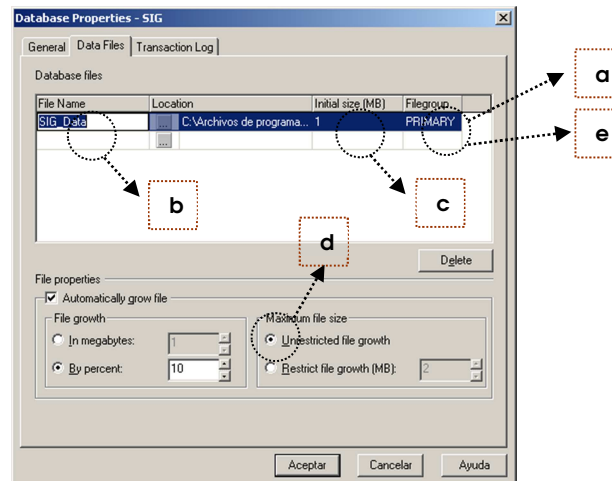 Database Properties - SIG
General Data Files Transaction Log
Database files
File Name Location Initial size (MB) Filegroup
SIG_Data ... C:\Archivos de programa... 1 PRIMARY
...
a
e
b
c
d
Delete
File properties
Automatically grow file
File growth
In megabytes: 1
By percent: 10
Maximum file size
Unrestricted file growth
Restrict file growth (MB): 2
Aceptar Cancelar Ayuda